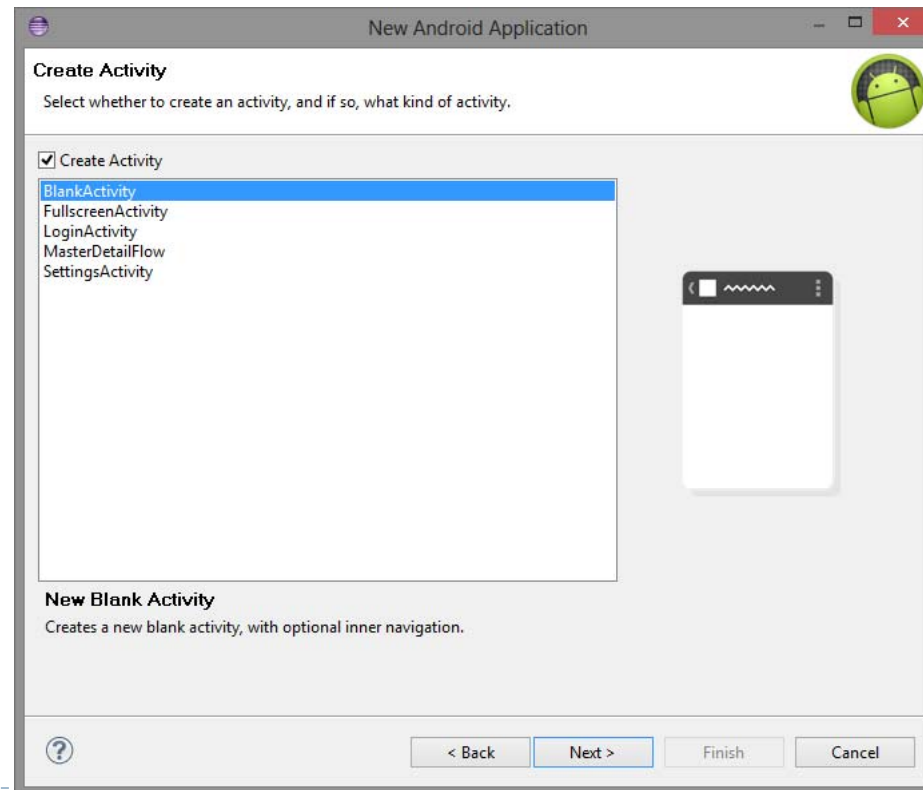 New Android Application
Create Activity
Select whether to create an activity, and if so, what kind of activity.
Create Activity
BlankActivity
FullscreenActivity
LoginActivity
MasterDetailFlow
SettingsActivity
New Blank Activity
Creates a new blank activity, with optional inner navigation.
? < Back Next > Finish Cancel